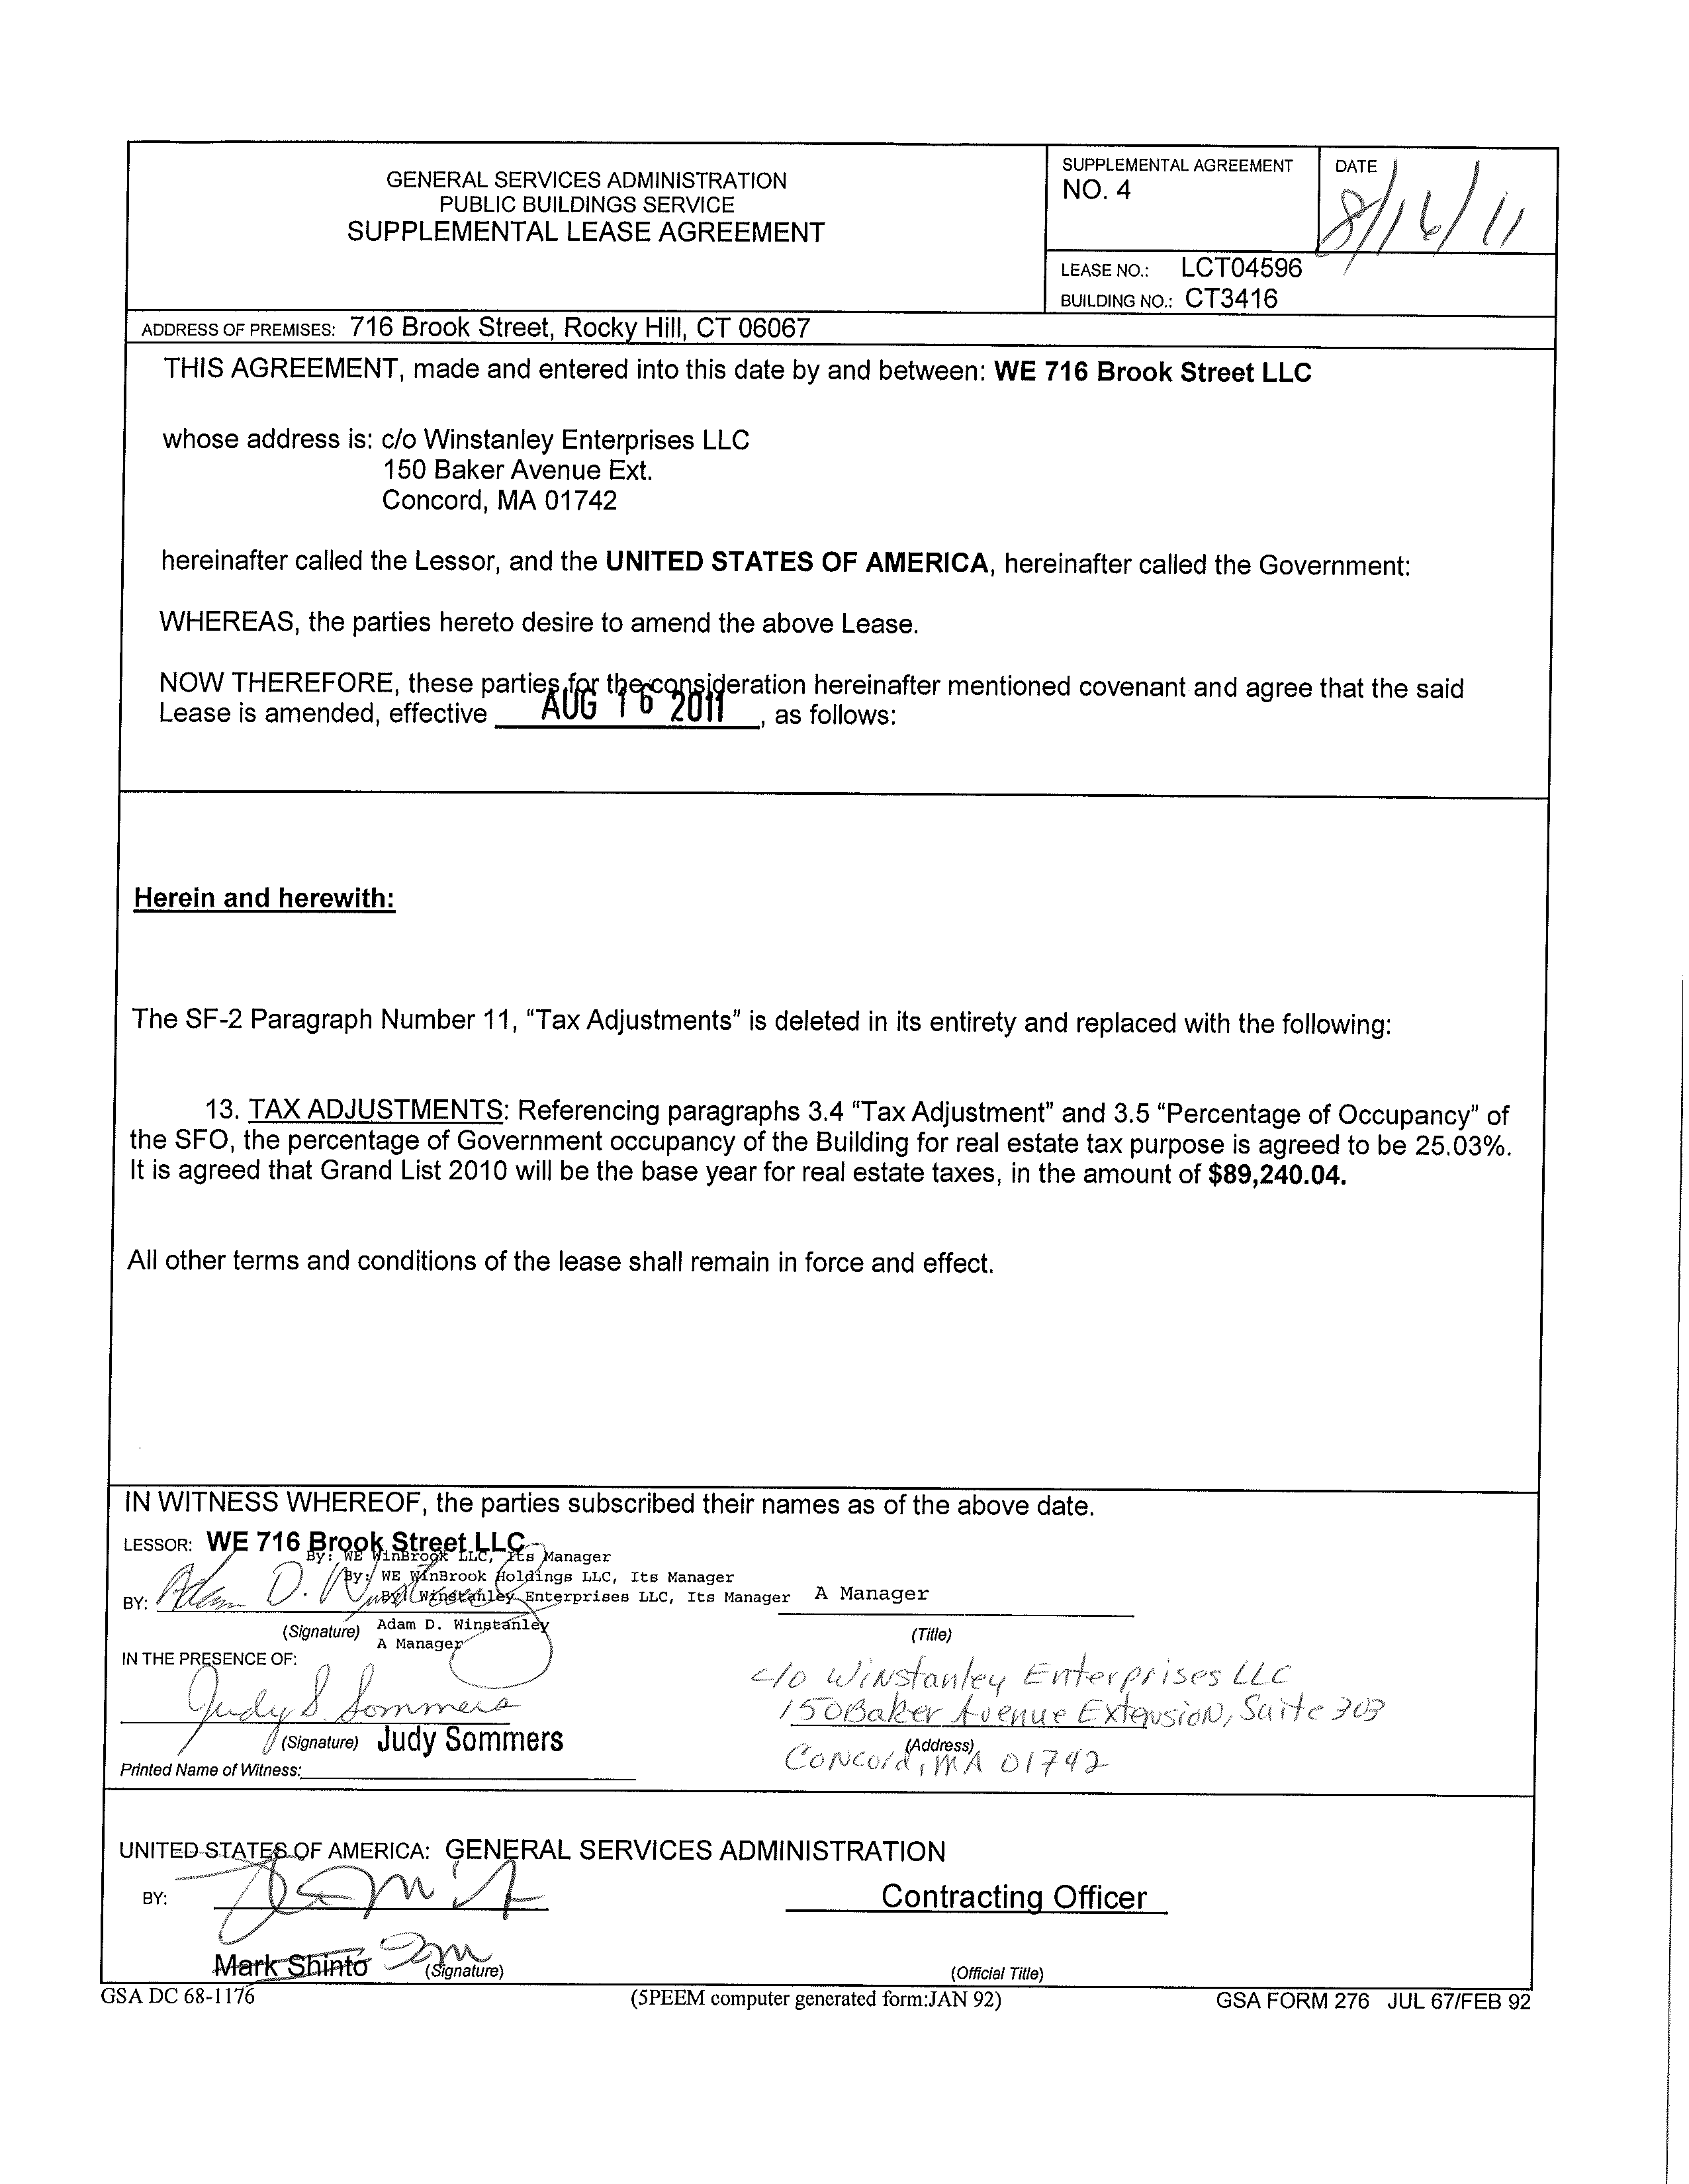 GENERAL SERVICES ADMINISTRATION
PUBLIC BUILDINGS SERVICE
SUPPLEMENTAL LEASE AGREEMENT
SUPPLEMENTAL AGREEMENT
NO. 4
DATE
8/16/11
LEASE NO.: LCT04596
BUILDING NO.: CT3416
ADDRESS OF PREMISES: 716 Brook Street, Rocky Hill, CT 06067
THIS AGREEMENT, made and entered into this date by and between: WE 716 Brook Street LLC
whose address is: c/o Winstanley Enterprises LLC
150 Baker Avenue Ext.
Concord, MA 01742
hereinafter called the Lessor, and the UNITED STATES OF AMERICA, hereinafter called the Government:
WHEREAS, the parties hereto desire to amend the above Lease.
NOW THEREFORE, these parties for the consideration hereinafter mentioned covenant and agree that the said
Lease is amended, effective AUG 16 2011, as follows:
Herein and herewith:
The SF-2 Paragraph Number 11, “Tax Adjustments” is deleted in its entirety and replaced with the following:
13. TAX ADJUSTMENTS: Referencing paragraphs 3.4 “Tax Adjustment” and 3.5 “Percentage of Occupancy” of
the SFO, the percentage of Government occupancy of the Building for real estate tax purpose is agreed to be 25.03%.
It is agreed that Grand List 2010 will be the base year for real estate taxes, in the amount of $89,240.04.
All other terms and conditions of the lease shall remain in force and effect.
IN WITNESS WHEREOF, the parties subscribed their names as of the above date.
LESSOR: WE 716 Brook Street LLC
By: WE WinBrook LLC, Its Manager
By: WE WinBrook Holdings LLC, Its Manager
BY: Adam D. Winstanley By: Winstanley Enterprises LLC, Its Manager A Manager
(Signature) Adam D. Winstanley (Title)
A Manager
IN THE PRESENCE OF:
c/o Winstanley Enterprises LLC
Judy S. Sommers 150 Baker Avenue Extension, Suite 303
(Signature) Judy Sommers (Address)
Concord, MA 01742
Printed Name of Witness:
UNITED STATES OF AMERICA: GENERAL SERVICES ADMINISTRATION
BY: Contracting Officer
Mark Shinto (Signature) (Official Title)
GSA DC 68-1176 (5PEEM computer generated form:JAN 92) GSA FORM 276 JUL 67/FEB 92